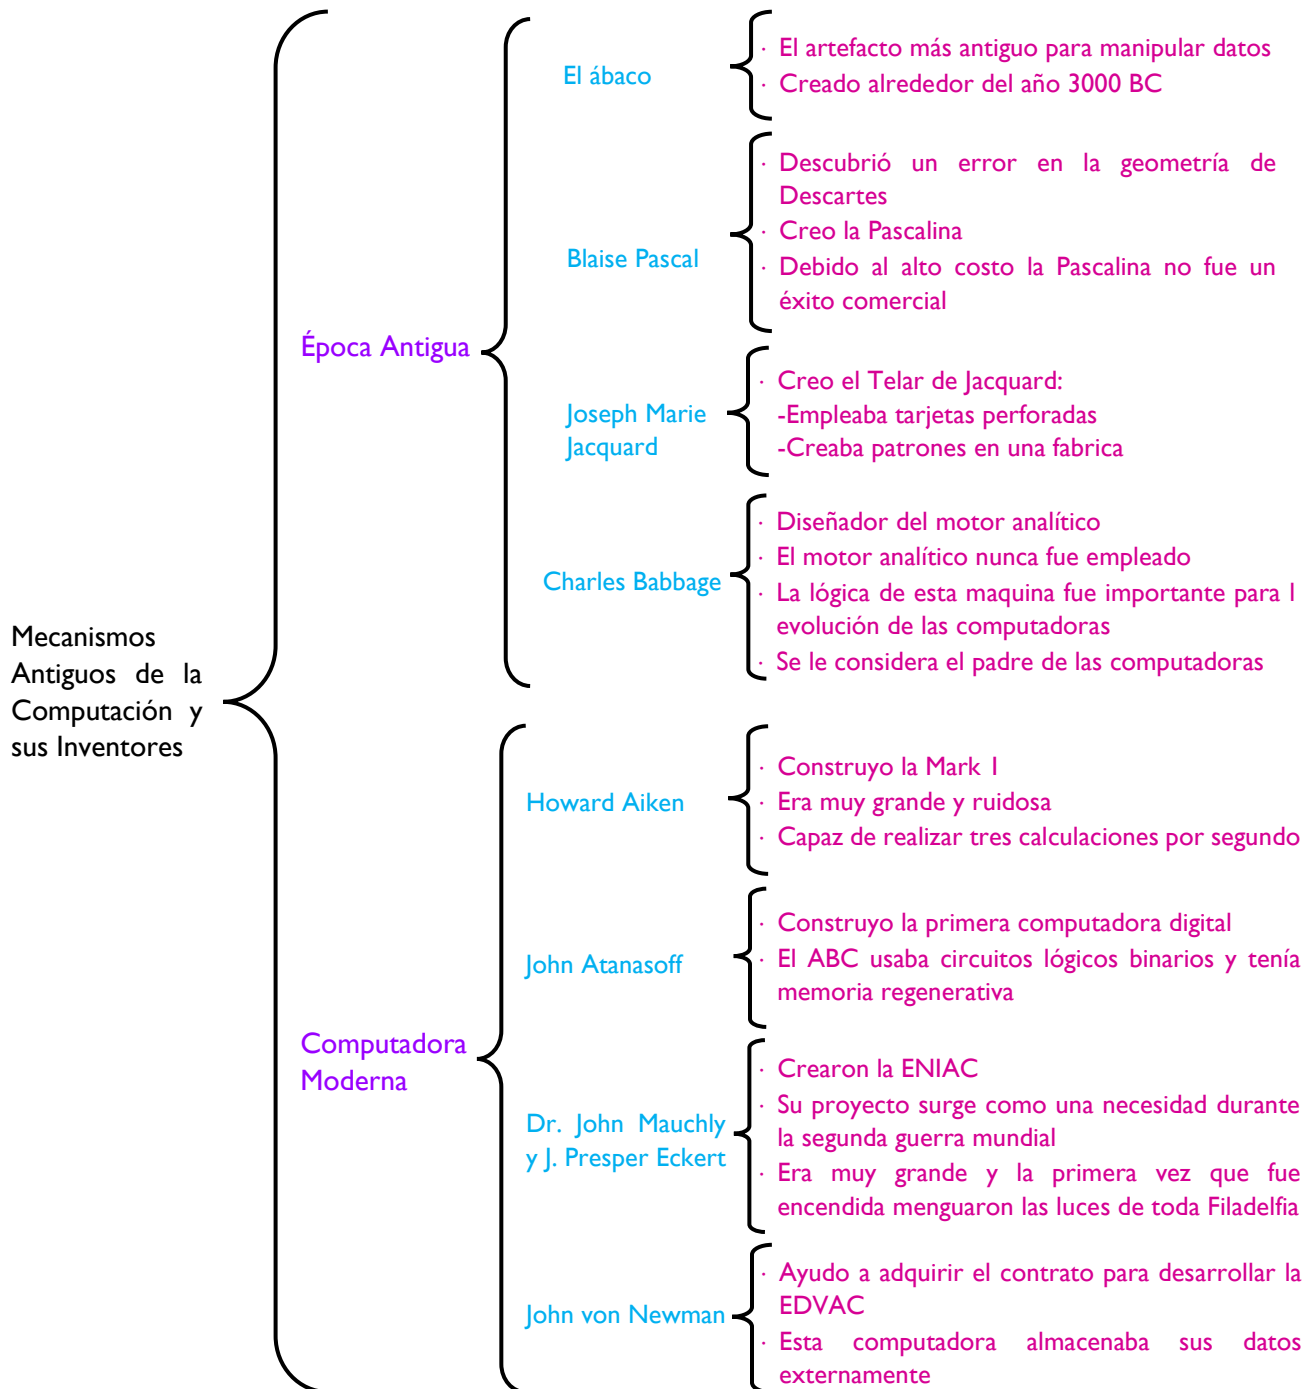 Mecanismos
Antiguos de la
Computación y
sus Inventores
Época Antigua
El ábaco
· El artefacto más antiguo para manipular datos
· Creado alrededor del año 3000 BC
Blaise Pascal
· Descubrió un error en la geometría de
Descartes
· Creo la Pascalina
· Debido al alto costo la Pascalina no fue un
éxito comercial
Joseph Marie
Jacquard
· Creo el Telar de Jacquard:
-Empleaba tarjetas perforadas
-Creaba patrones en una fabrica
Charles Babbage
· Diseñador del motor analítico
· El motor analítico nunca fue empleado
· La lógica de esta maquina fue importante para l
evolución de las computadoras
· Se le considera el padre de las computadoras
Computadora
Moderna
Howard Aiken
· Construyo la Mark I
· Era muy grande y ruidosa
· Capaz de realizar tres calculaciones por segundo
John Atanasoff
· Construyo la primera computadora digital
· El ABC usaba circuitos lógicos binarios y tenía
memoria regenerativa
Dr. John Mauchly
y J. Presper Eckert
· Crearon la ENIAC
· Su proyecto surge como una necesidad durante
la segunda guerra mundial
· Era muy grande y la primera vez que fue
encendida menguaron las luces de toda Filadelfia
John von Newman
· Ayudo a adquirir el contrato para desarrollar la
EDVAC
· Esta computadora almacenaba sus datos
externamente